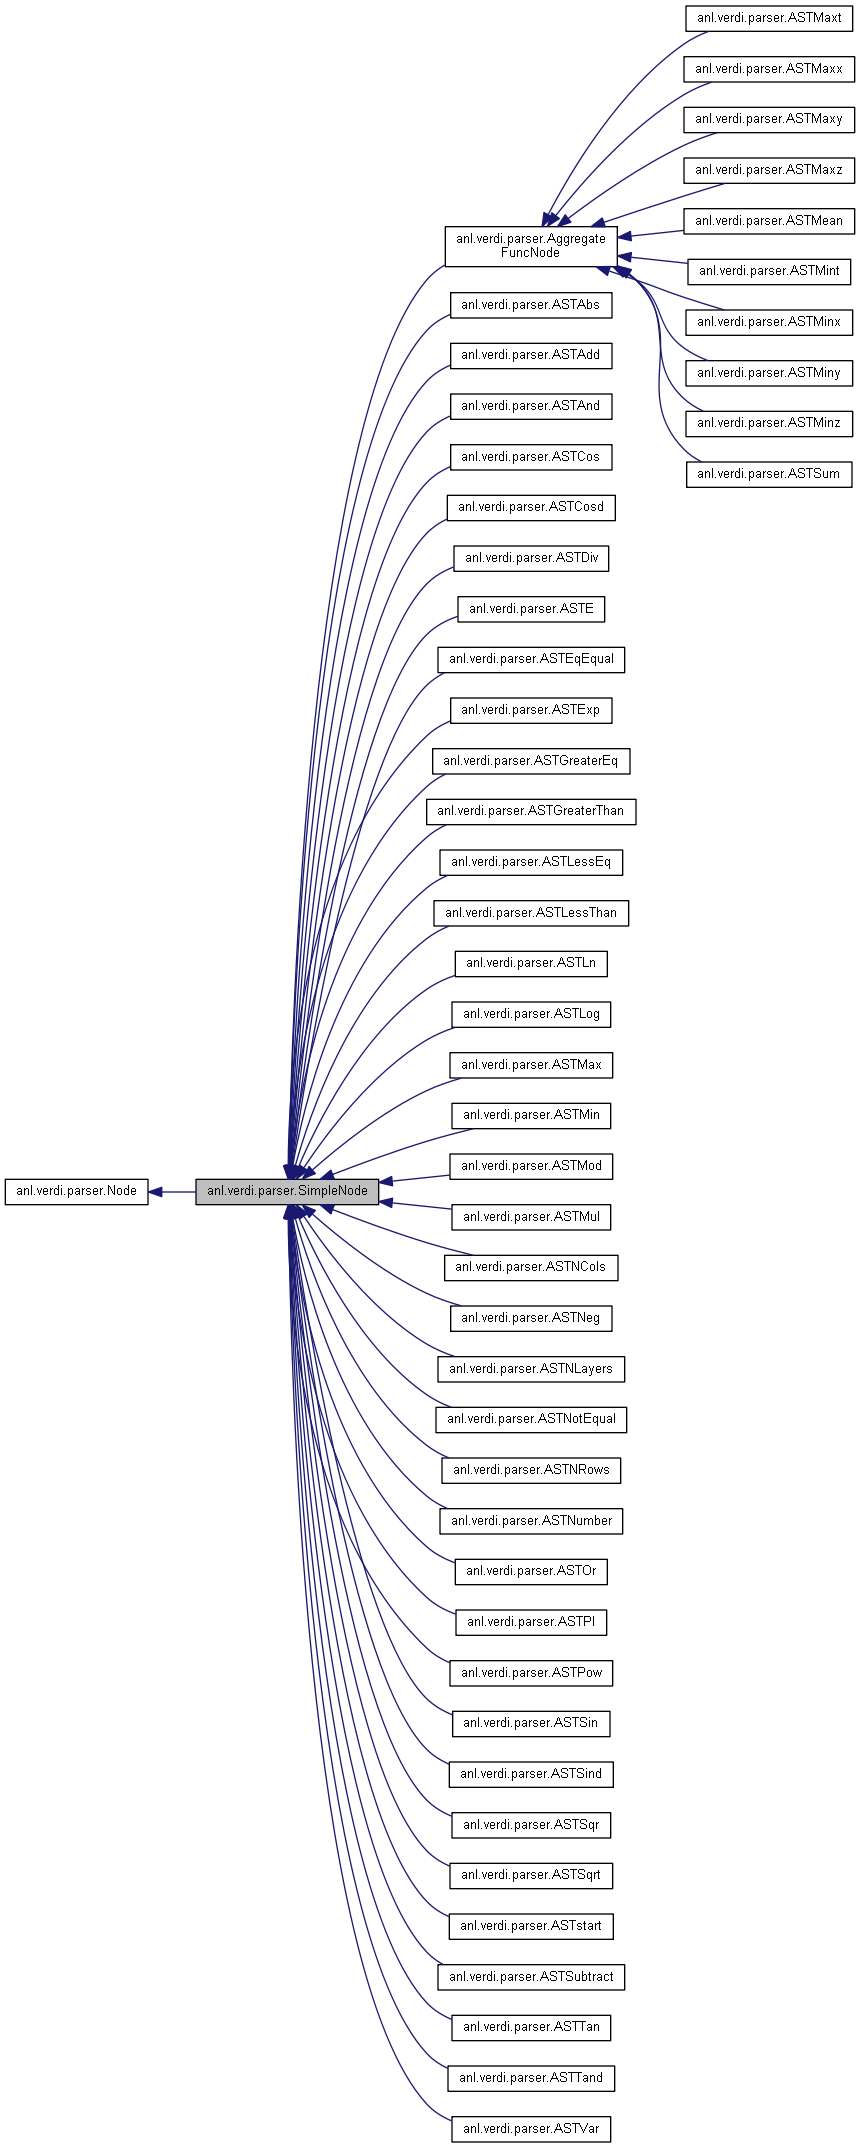 anl.verdi.parser.ASTMaxt
anl.verdi.parser.ASTMaxx
anl.verdi.parser.ASTMaxy
anl.verdi.parser.ASTMaxz
anl.verdi.parser.ASTMean
anl.verdi.parser.Aggregate
FuncNode
anl.verdi.parser.ASTMint
anl.verdi.parser.ASTMinx
anl.verdi.parser.ASTMiny
anl.verdi.parser.ASTMinz
anl.verdi.parser.ASTSum
anl.verdi.parser.ASTAbs
anl.verdi.parser.ASTAdd
anl.verdi.parser.ASTAnd
anl.verdi.parser.ASTCos
anl.verdi.parser.ASTCosd
anl.verdi.parser.ASTDiv
anl.verdi.parser.ASTE
anl.verdi.parser.ASTEqEqual
anl.verdi.parser.ASTExp
anl.verdi.parser.ASTGreaterEq
anl.verdi.parser.ASTGreaterThan
anl.verdi.parser.ASTLessEq
anl.verdi.parser.ASTLessThan
anl.verdi.parser.ASTLn
anl.verdi.parser.ASTLog
anl.verdi.parser.ASTMax
anl.verdi.parser.ASTMin
anl.verdi.parser.ASTMod
anl.verdi.parser.Node
anl.verdi.parser.SimpleNode
anl.verdi.parser.ASTMul
anl.verdi.parser.ASTNCols
anl.verdi.parser.ASTNeg
anl.verdi.parser.ASTNLayers
anl.verdi.parser.ASTNotEqual
anl.verdi.parser.ASTNRows
anl.verdi.parser.ASTNumber
anl.verdi.parser.ASTOr
anl.verdi.parser.ASTPI
anl.verdi.parser.ASTPow
anl.verdi.parser.ASTSin
anl.verdi.parser.ASTSind
anl.verdi.parser.ASTSqr
anl.verdi.parser.ASTSqrt
anl.verdi.parser.ASTstart
anl.verdi.parser.ASTSubtract
anl.verdi.parser.ASTTan
anl.verdi.parser.ASTTand
anl.verdi.parser.ASTVar